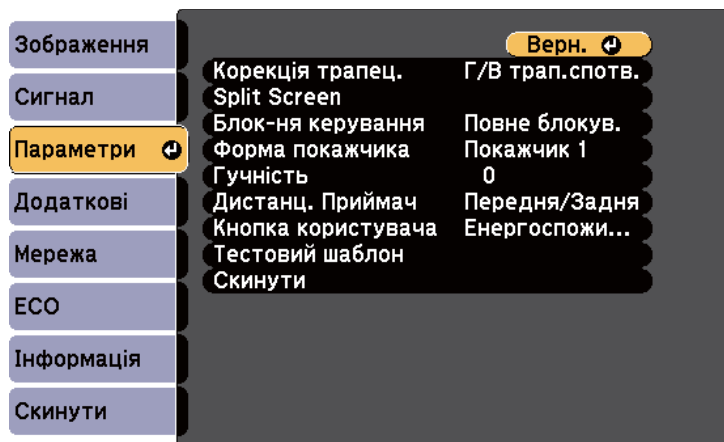 Зображення
Сигнал
Параметри
Додаткові
Мережа
ECO
Інформація
Скинути
Верн.
Корекція трапец. Г/В трап.спотв.
Split Screen
Блок-ня керування Повне блокув.
Форма покажчика Покажчик 1
Гучність 0
Дистанц. Приймач Передня/Задня
Кнопка користувача Енергоспожи...
Тестовий шаблон
Скинути